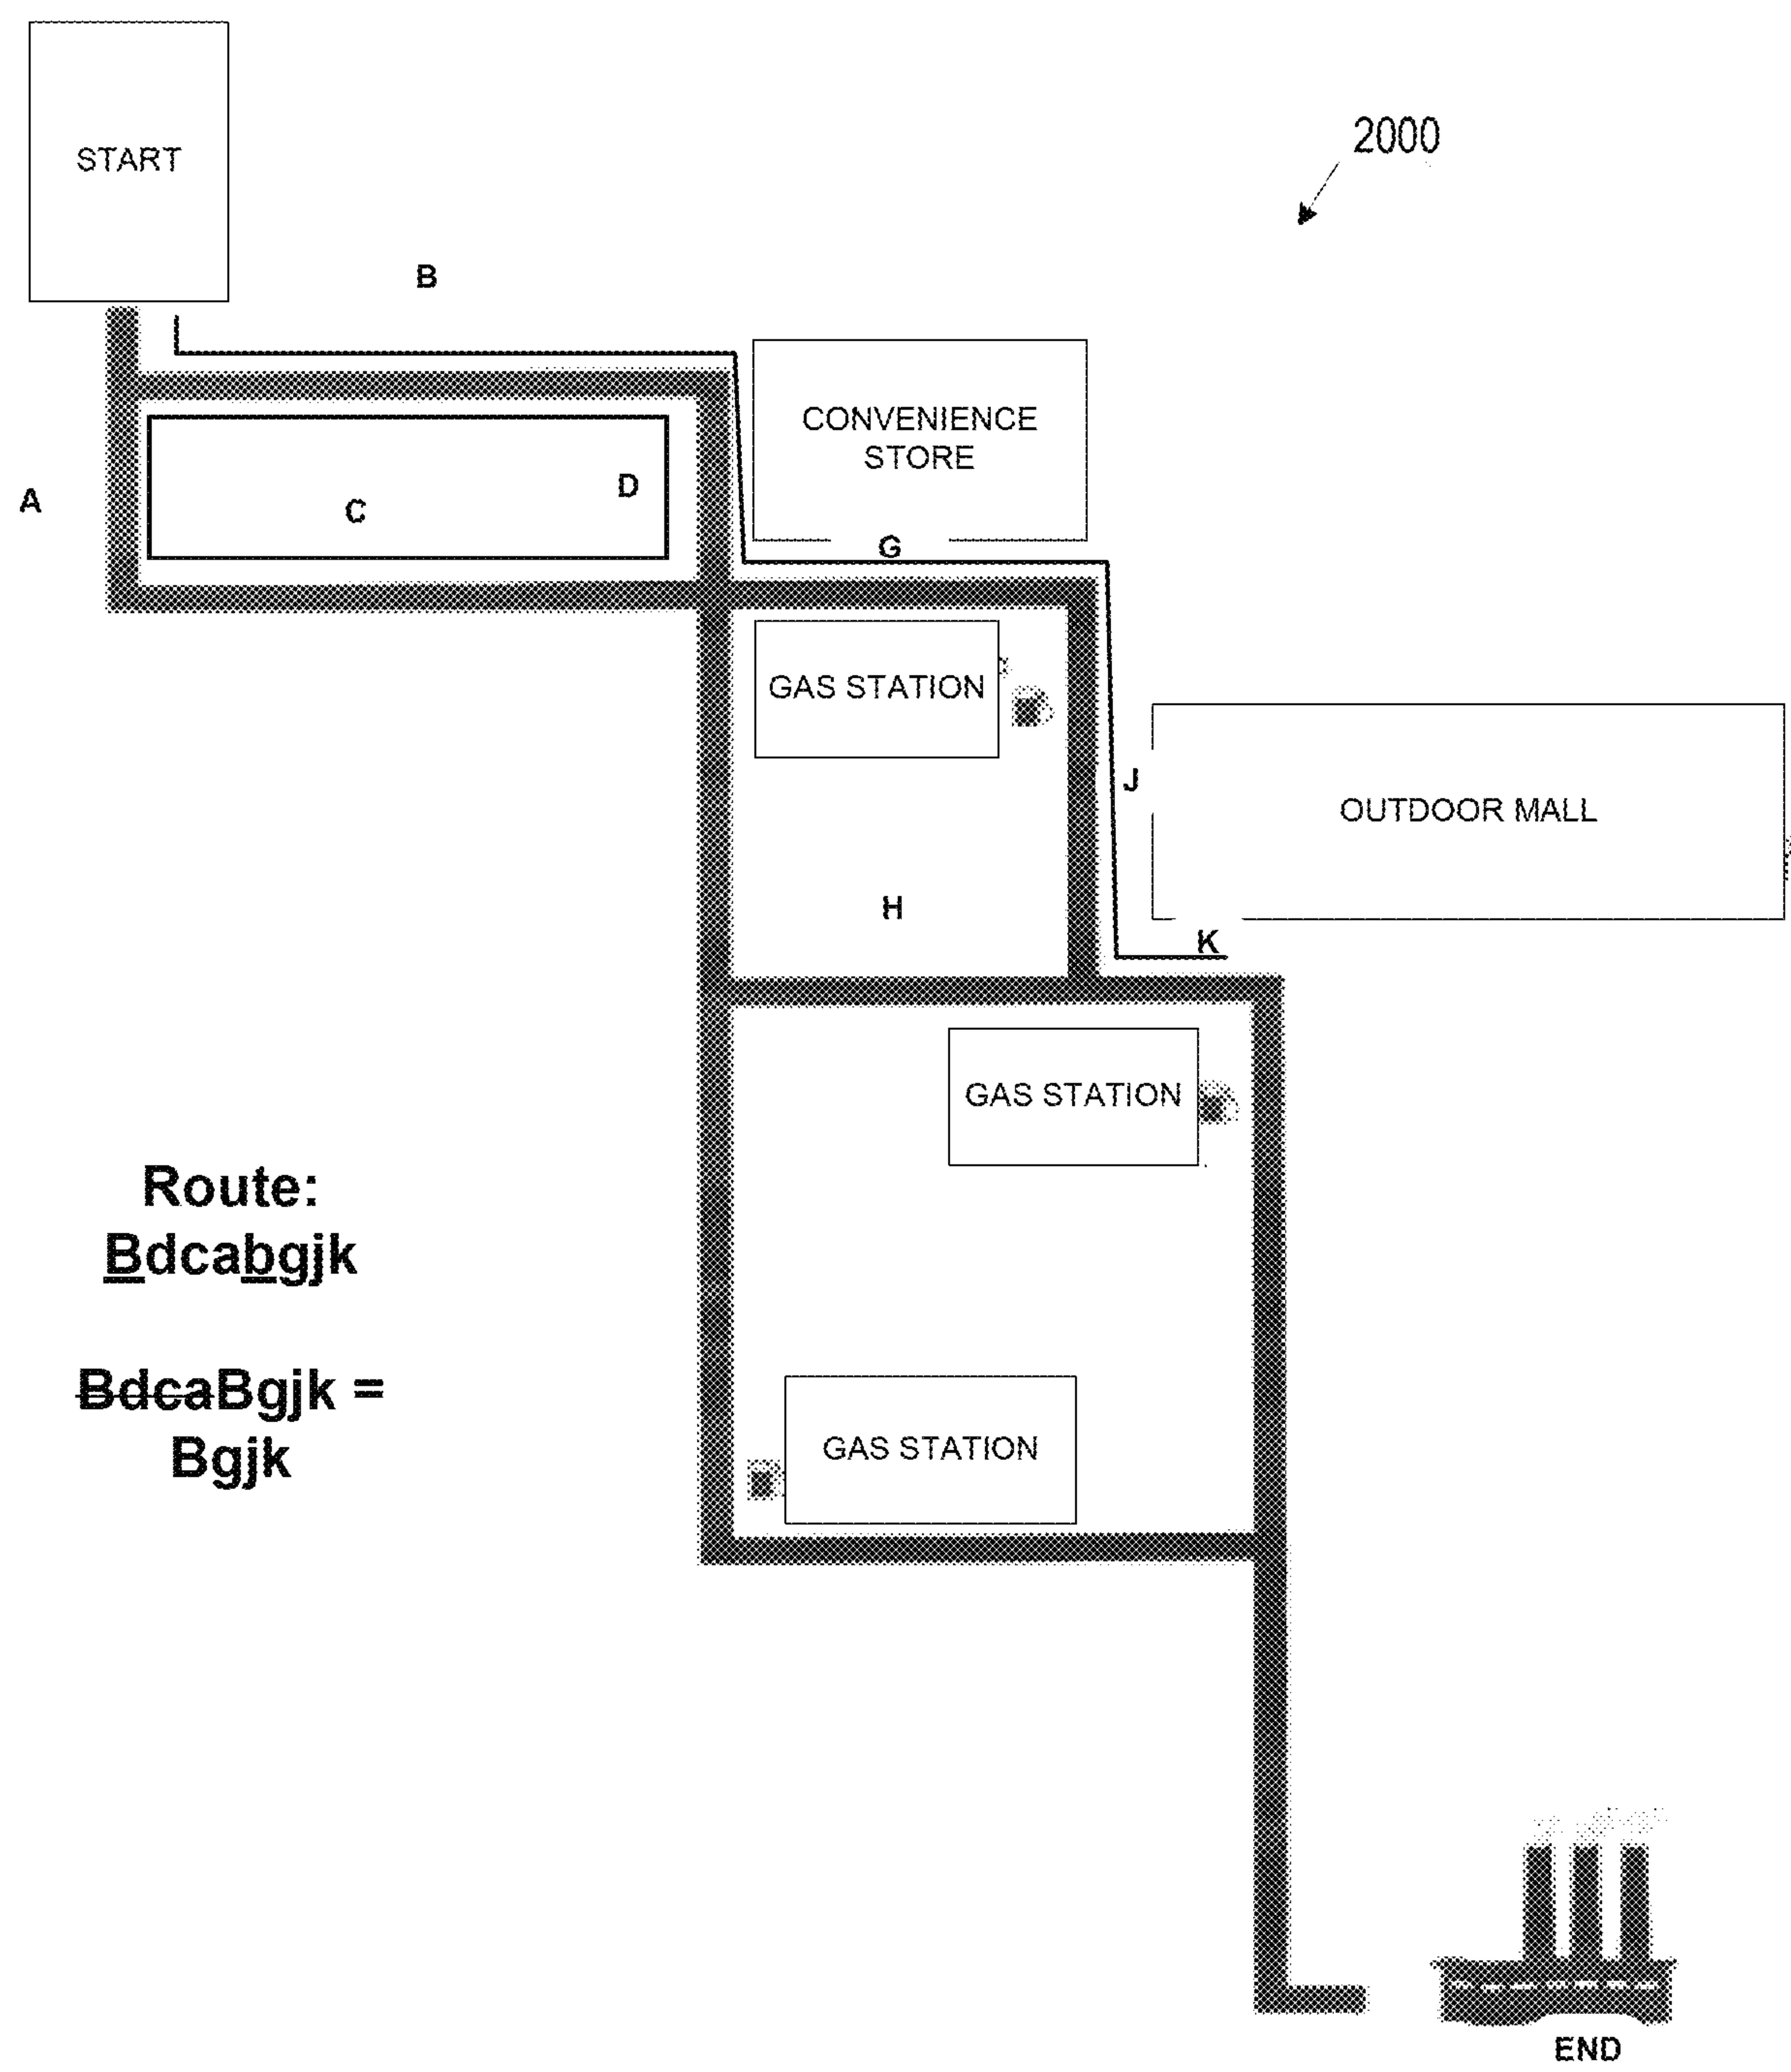 START
2000
B
CONVENIENCE
STORE
A
C
D
G
GAS STATION
J
OUTDOOR MALL
H
K
GAS STATION
Route:
Bdcabgjk
BdcaBgjk =
Bgjk
GAS STATION
END